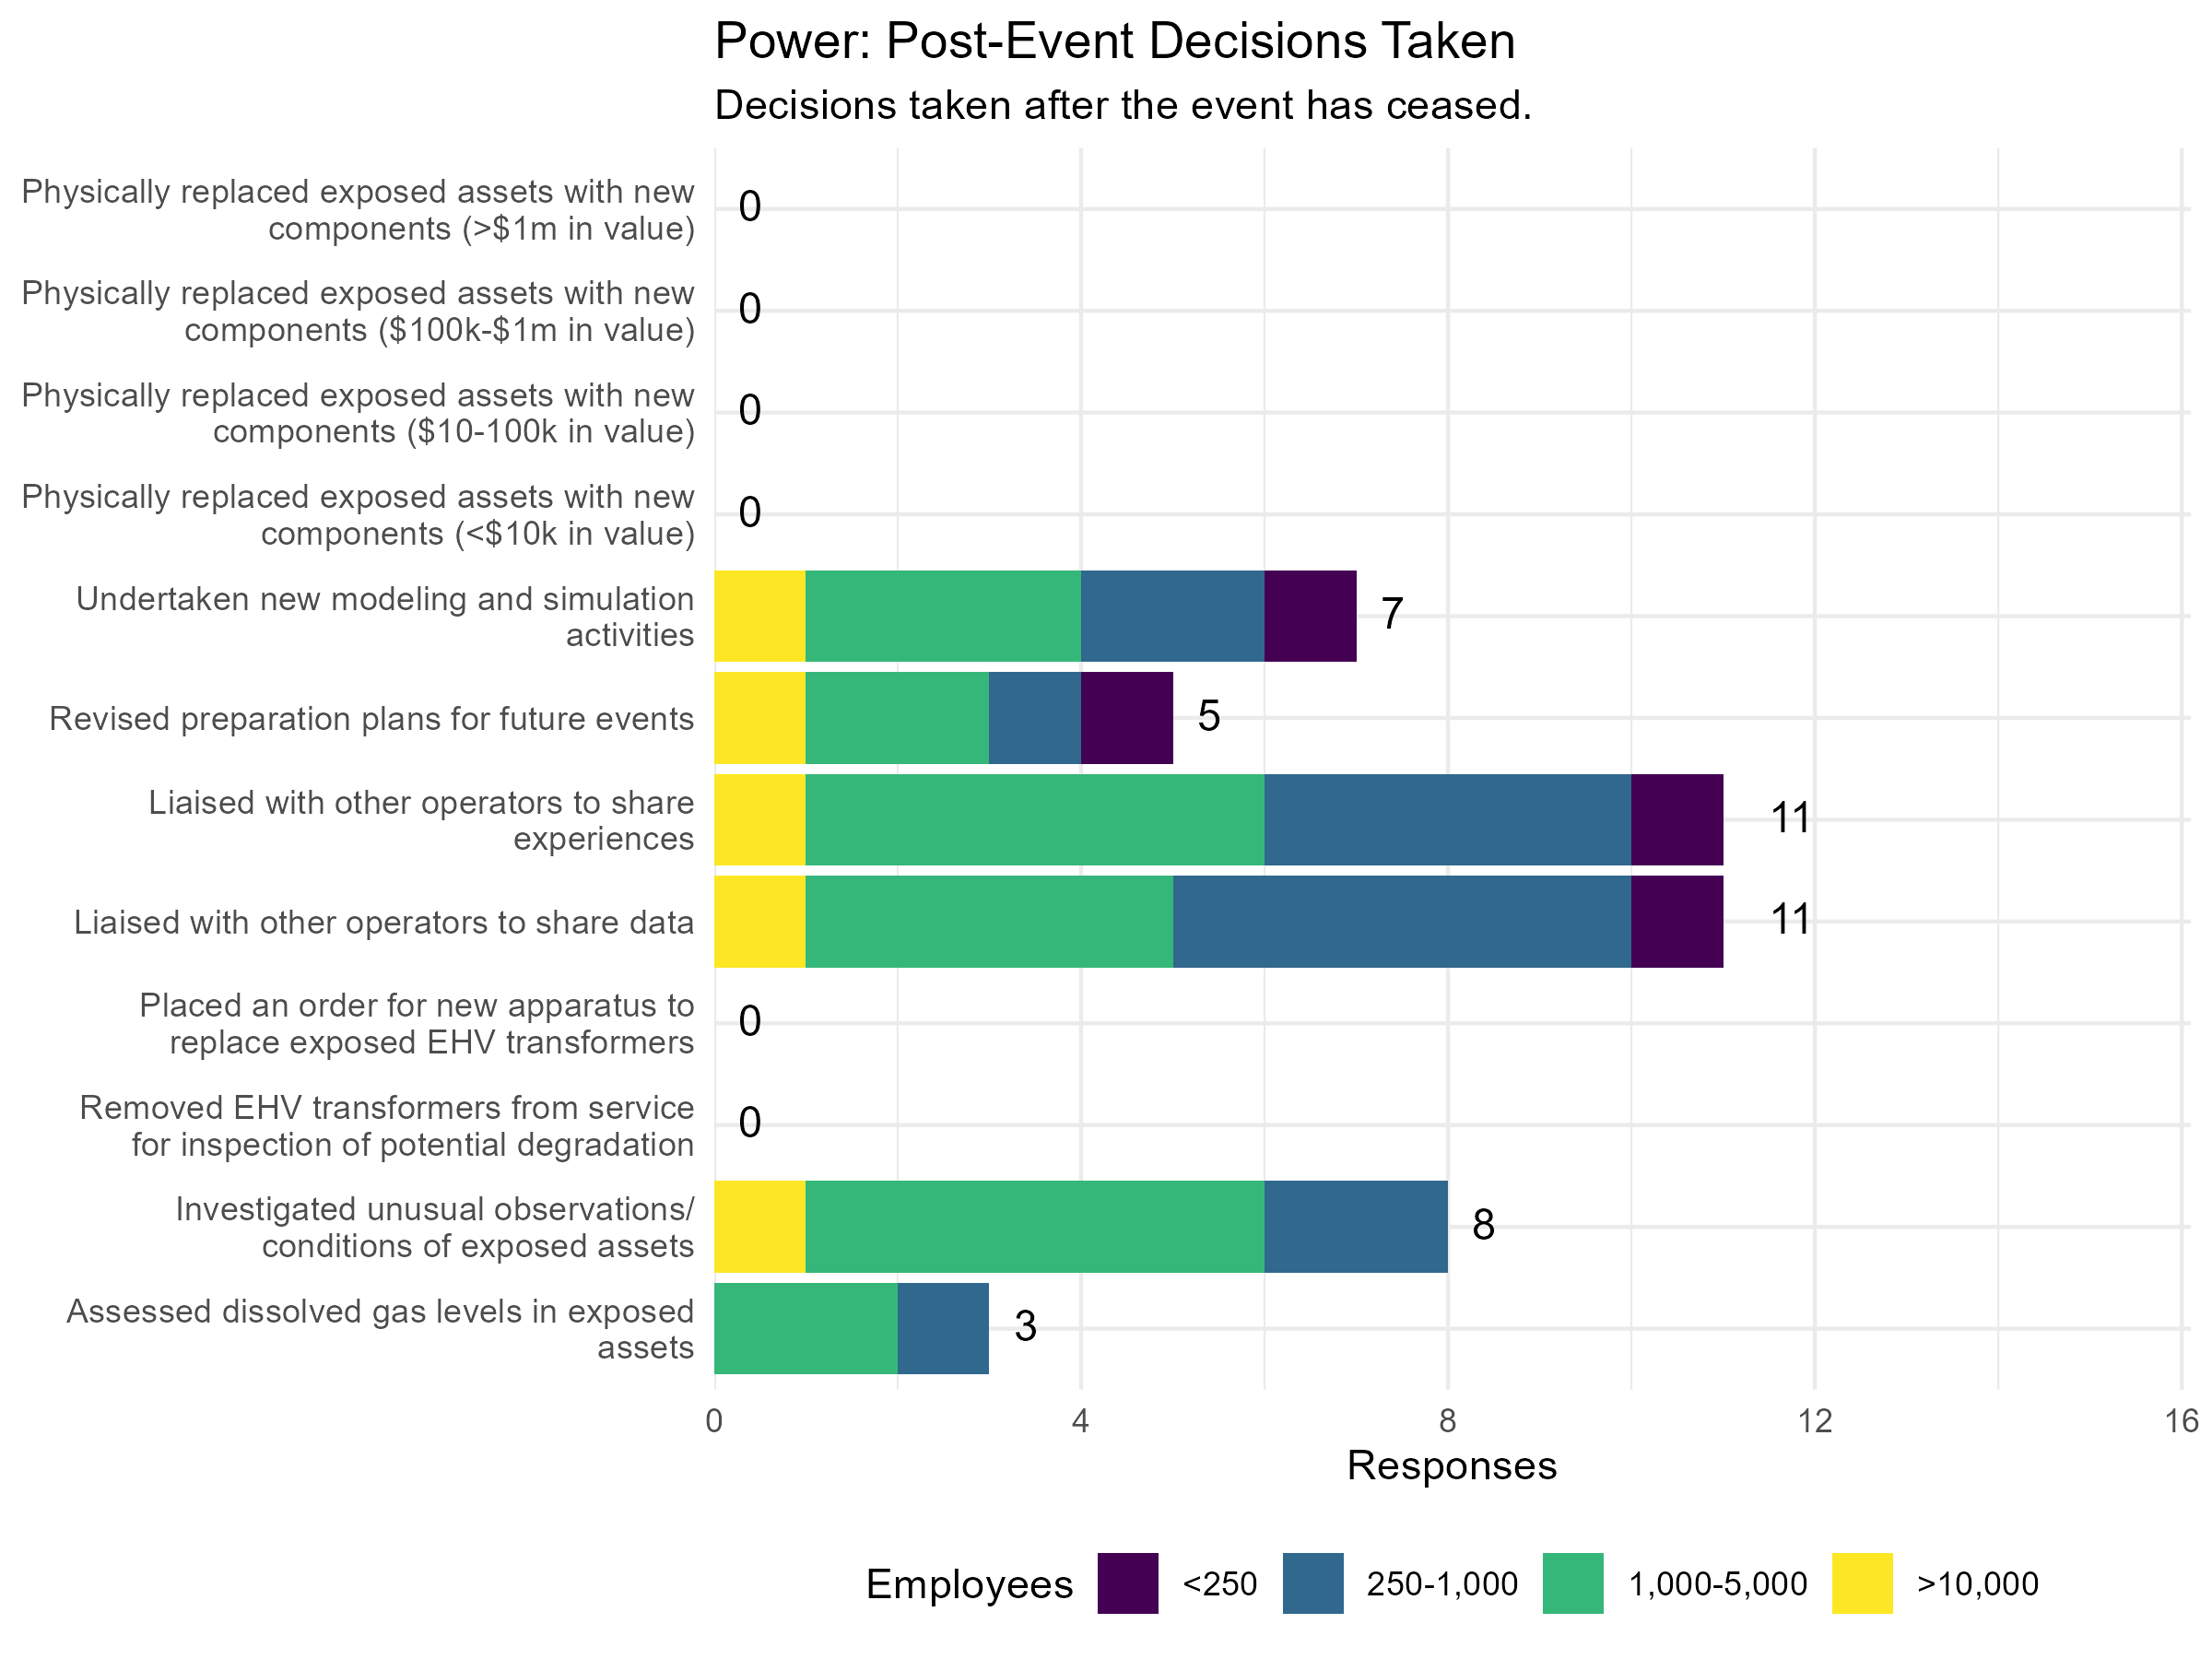 Power: Post-Event Decisions Taken
Decisions taken after the event has ceased.
Physically replaced exposed assets with new
components (>$1m in value)
0
Physically replaced exposed assets with new
components ($100k-$1m in value)
0
Physically replaced exposed assets with new
components ($10-100k in value)
0
Physically replaced exposed assets with new
components (<$10k in value)
0
Undertaken new modeling and simulation
activities
7
Revised preparation plans for future events
5
Liaised with other operators to share
experiences
11
Liaised with other operators to share data
11
Placed an order for new apparatus to
replace exposed EHV transformers
0
Removed EHV transformers from service
for inspection of potential degradation
0
Investigated unusual observations/
conditions of exposed assets
8
Assessed dissolved gas levels in exposed
assets
3
0 4 8 12 16
Responses
Employees <250 250-1,000 1,000-5,000 >10,000